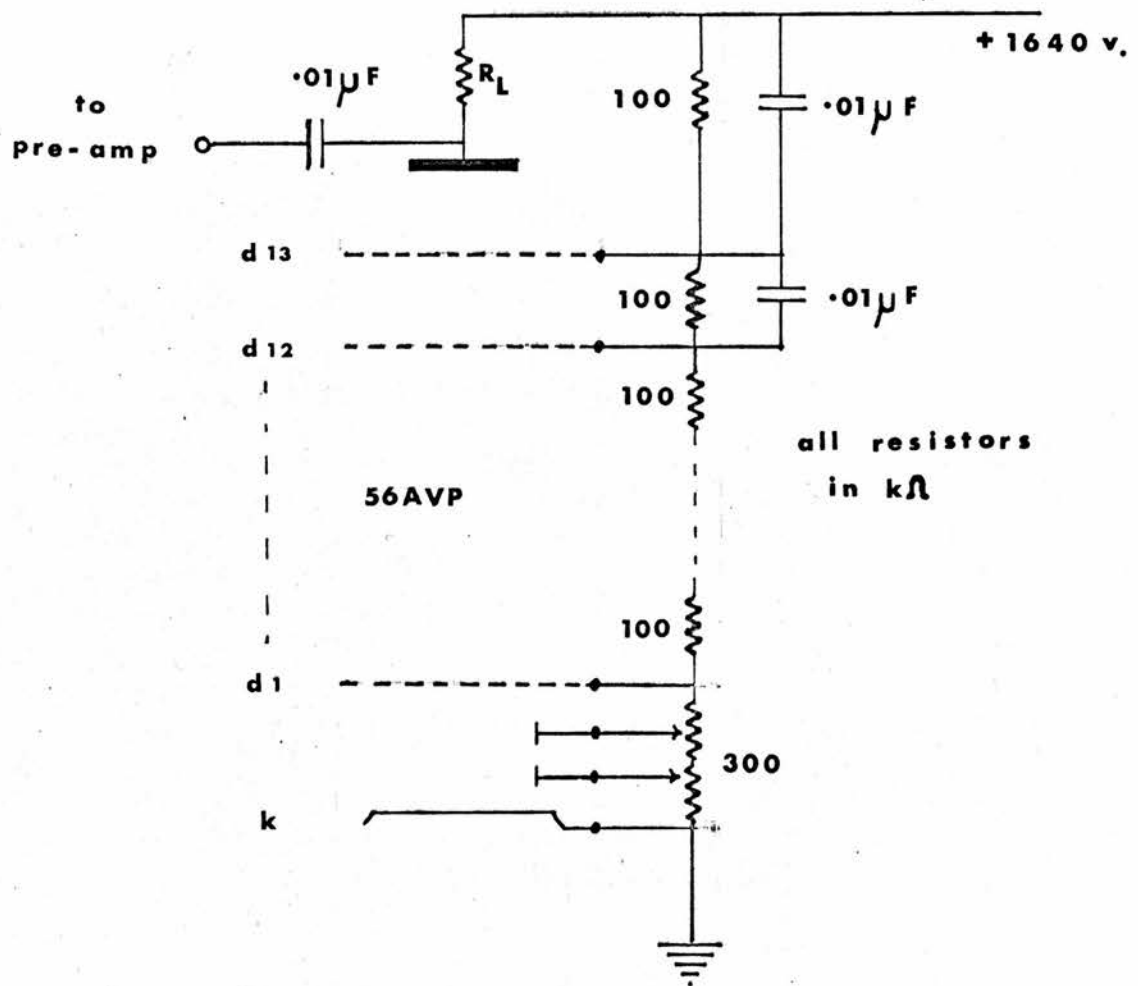 + 1640 v.
·01μF
R_L
to
pre-amp
100
·01μF
d 13
100
·01μF
d 12
100
all resistors
in kΩ
56AVP
100
d 1
300
k